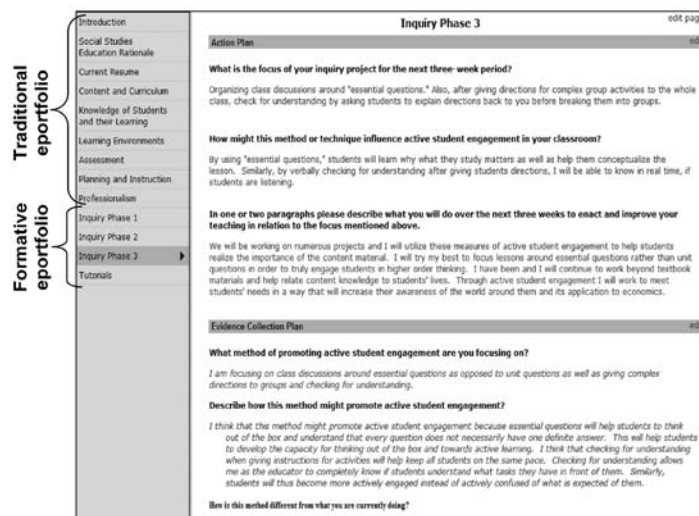 Traditional
eportfolio
Formative
eportfolio
Introduction
Social Studies
Education Rationale
Current Resume
Content and Curriculum
Knowledge of Students
and their Learning
Learning Environments
Assessment
Planning and Instruction
Professionalism
Inquiry Phase 1
Inquiry Phase 2
Inquiry Phase 3
Tutorials
Inquiry Phase 3
edit pag
Action Plan
ed
What is the focus of your inquiry project for the next three-week period?
Organizing class discussions around "essential questions." Also, after giving directions for complex group activities to the whole
class, check for understanding by asking students to explain directions back to you before breaking them into groups.
How might this method or technique influence active student engagement in your classroom?
By using "essential questions," students will learn why what they study matters as well as help them conceptualize the
lesson. Similarly, by verbally checking for understanding after giving students directions, I will be able to know in real time, if
students are listening.
In one or two paragraphs please describe what you will do over the next three weeks to enact and improve your
teaching in relation to the focus mentioned above.
We will be working on numerous projects and I will utilize these measures of active student engagement to help students
realize the importance of the content material. I will try my best to focus lessons around essential questions rather than unit
questions in order to truly engage students in higher order thinking. I have been and I will continue to work beyond textbook
materials and help relate content knowledge to students' lives. Through active student engagement I will work to meet
students' needs in a way that will increase their awareness of the world around them and its application to economics.
Evidence Collection Plan
ed
What method of promoting active student engagement are you focusing on?
I am focusing on class discussions around essential questions as opposed to unit questions as well as giving complex
directions to groups and checking for understanding.
Describe how this method might promote active student engagement?
I think that this method might promote active student engagement because essential questions will help students to think
out of the box and understand that every question does not necessarily have one definite answer. This will help students
to develop the capacity for thinking out of the box and towards active learning. I think that checking for understanding
when giving instructions for activities will help keep all students on the same pace. Checking for understanding allows
me as the educator to completely know if students understand what tasks they have in front of them. Similarly,
students will thus become more actively engaged instead of actively confused of what is expected of them.
How is this method different from what you are currently doing?